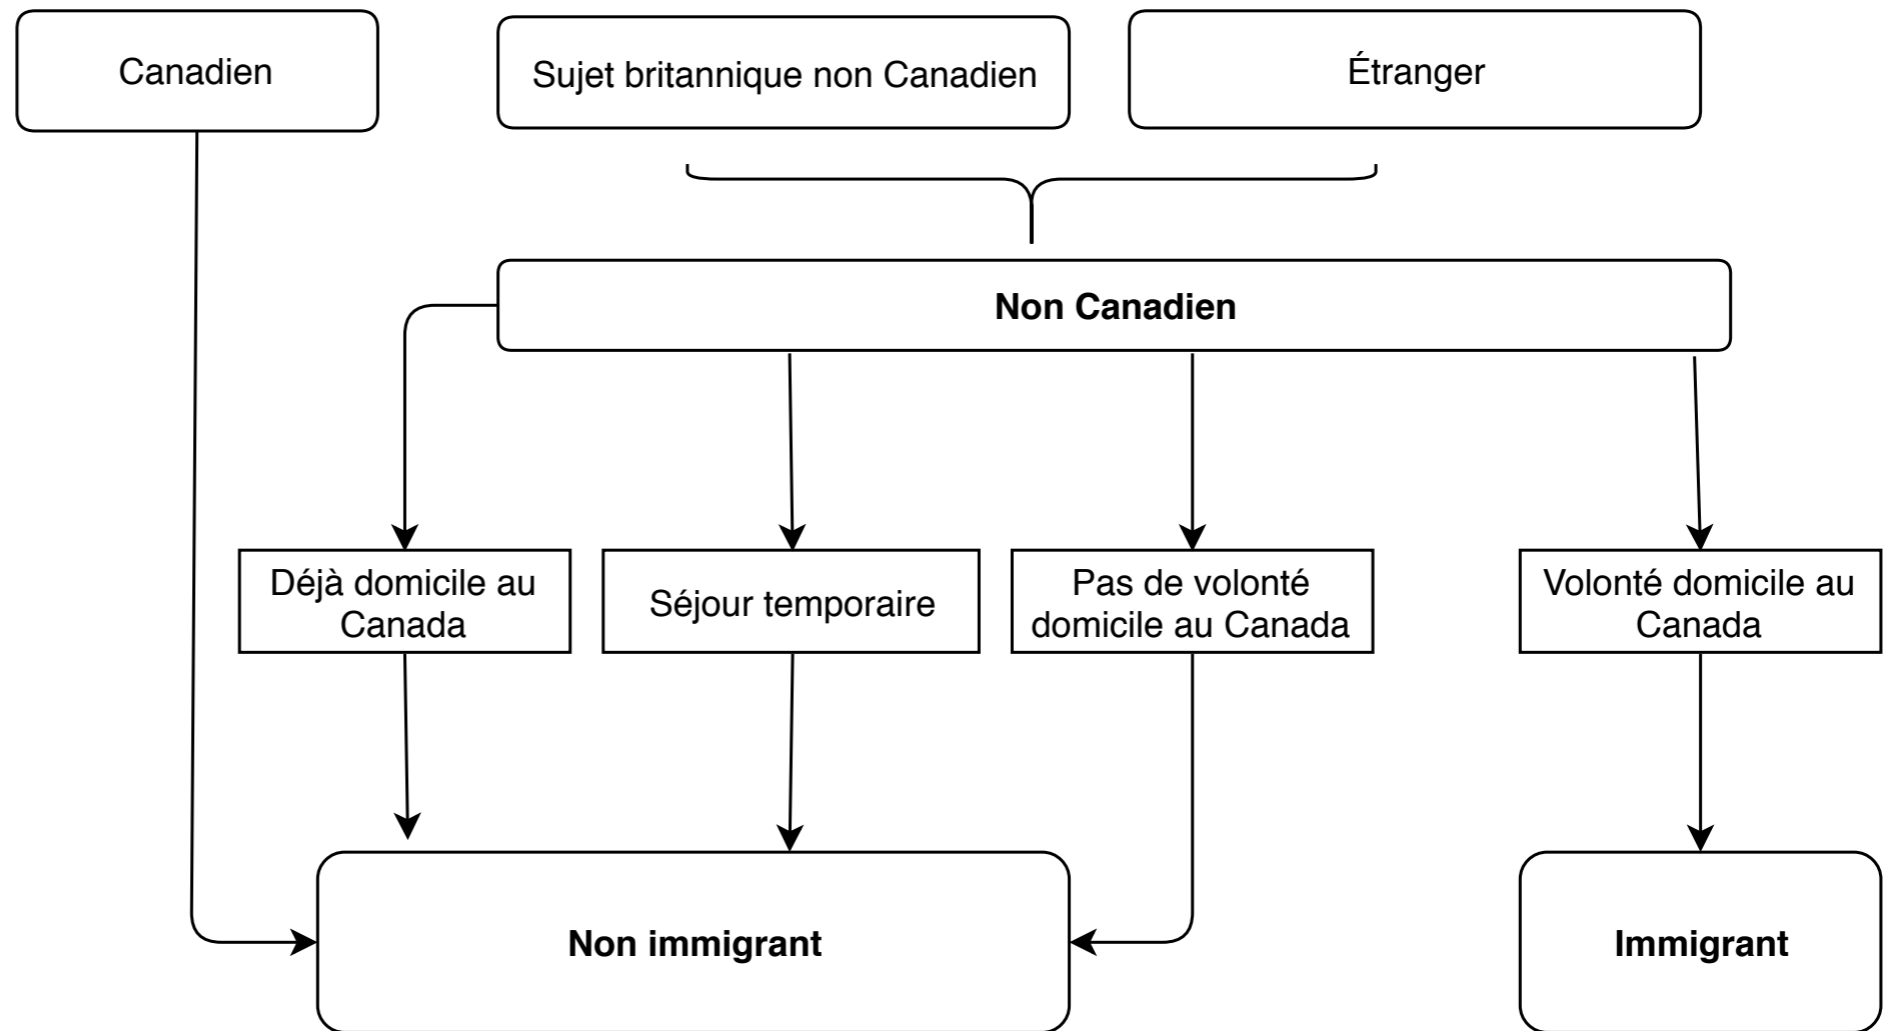 Canadien
Sujet britannique non Canadien
Étranger
Non Canadien
Déjà domicile au
Canada
Séjour temporaire
Pas de volonté
domicile au Canada
Volonté domicile au
Canada
Non immigrant
Immigrant